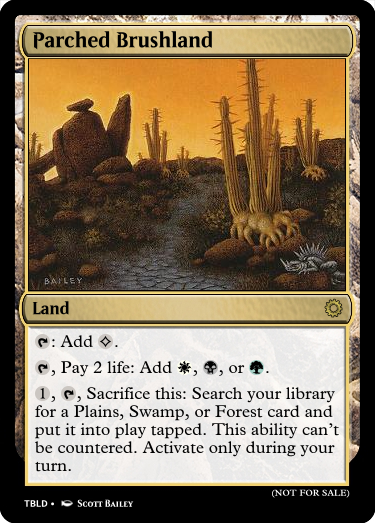 Parched Brushland
BAILEY
Land
: Add .
, Pay 2 life: Add , , or .
1, , Sacrifice this: Search your library
for a Plains, Swamp, or Forest card and
put it into play tapped. This ability can't
be countered. Activate only during your
turn.
(NOT FOR SALE)
TBLD • Scott Bailey